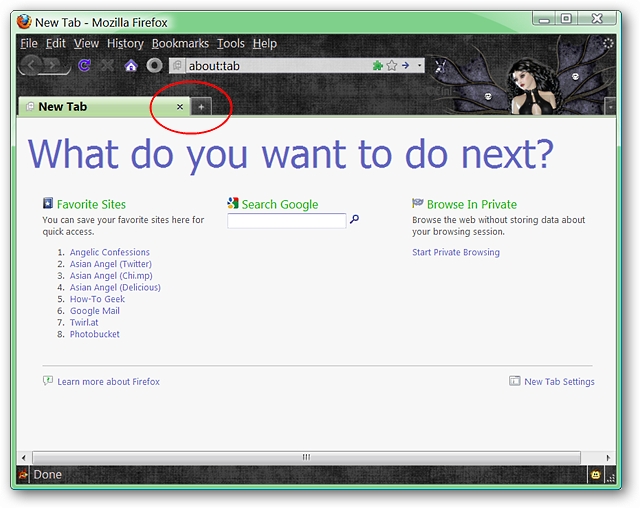 New Tab - Mozilla Firefox
File Edit View History Bookmarks Tools Help
about:tab
New Tab
What do you want to do next?
Favorite Sites
You can save your favorite sites here for
quick access.
1. Angelic Confessions
2. Asian Angel (Twitter)
3. Asian Angel (Chi.mp)
4. Asian Angel (Delicious)
5. How-To Geek
6. Google Mail
7. Twirl.at
8. Photobucket
Search Google
Browse In Private
Browse the web without storing data about
your browsing session.
Start Private Browsing
Learn more about Firefox
New Tab Settings
Done